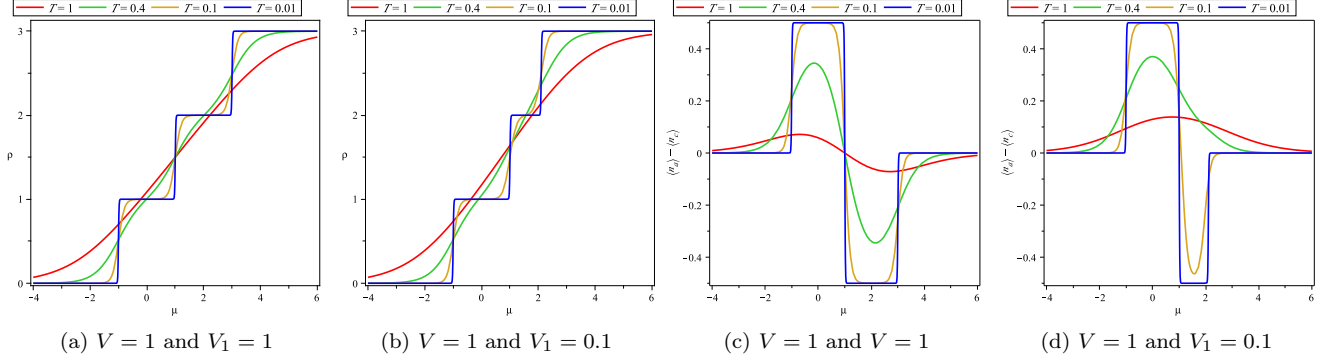 T = 1 T = 0.4 T = 0.1 T = 0.01
3
2
ρ
1
0
−4 −2 0 2 4 6
μ
(a) V = 1 and V₁ = 1
T = 1 T = 0.4 T = 0.1 T = 0.01
3
2
ρ
1
0
−4 −2 0 2 4 6
μ
(b) V = 1 and V₁ = 0.1
T = 1 T = 0.4 T = 0.1 T = 0.01
0.4
0.2
⟨n_a⟩ − ⟨n_c⟩
0
−0.2
−0.4
−4 −2 0 2 4 6
μ
(c) V = 1 and V = 1
T = 1 T = 0.4 T = 0.1 T = 0.01
0.4
0.2
⟨n_a⟩ − ⟨n_c⟩
0
−0.2
−0.4
−4 −2 0 2 4 6
μ
(d) V = 1 and V₁ = 0.1